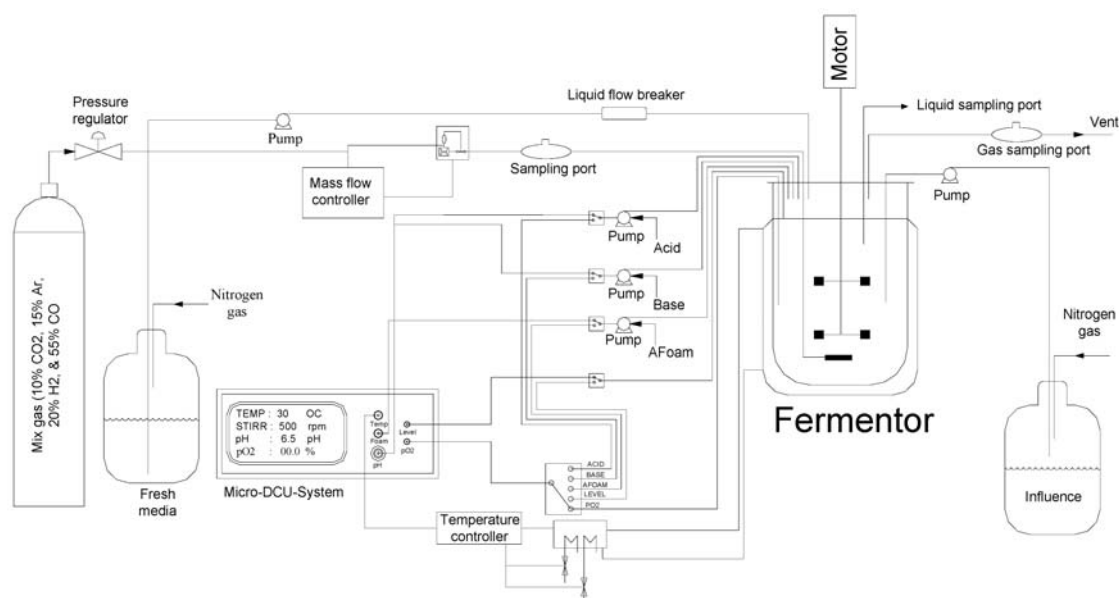 Motor
Liquid flow breaker
Liquid sampling port
Pressure
regulator
Vent
Pump
Gas sampling port
Sampling port
Pump
Mass flow
controller
Pump
Acid
Mix gas (10% CO2, 15% Ar,
20% H2, & 55% CO
Nitrogen
gas
Pump
Base
Nitrogen
gas
Pump
AFoam
Fermentor
TEMP : 30 OC
STIRR : 500 rpm
pH : 6.5 pH
pO2 : 00.0 %
Temp
Foam
pH
Level
pO2
ACID
BASE
AFOAM
LEVEL
PO2
Micro-DCU-System
Fresh
media
Influence
Temperature
controller